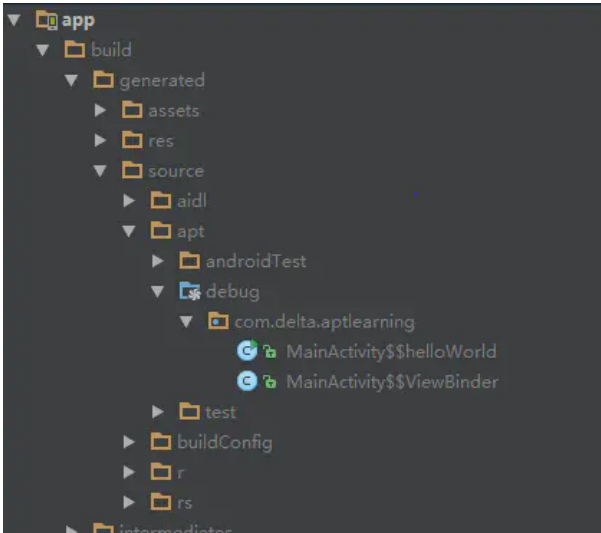 app
build
generated
assets
res
source
aidl
apt
androidTest
debug
com.delta.aptlearning
MainActivity$$helloWorld
MainActivity$$ViewBinder
test
buildConfig
r
rs
intermediates